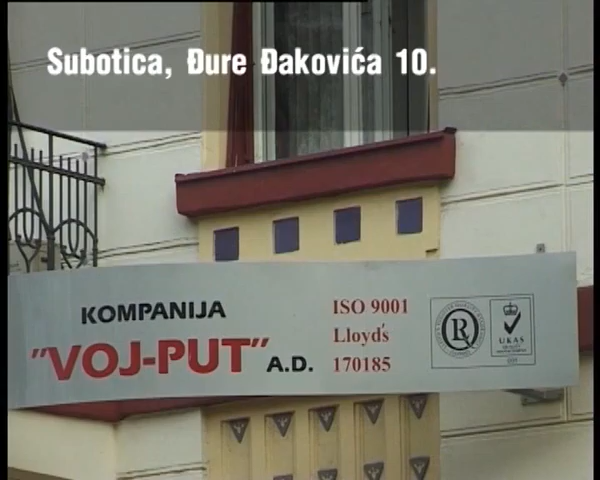 Subotica, Đure Đakovića 10.
KOMPANIJA
"VOJ-PUT" A.D.
ISO 9001
Lloyd's
170185
R
UKAS